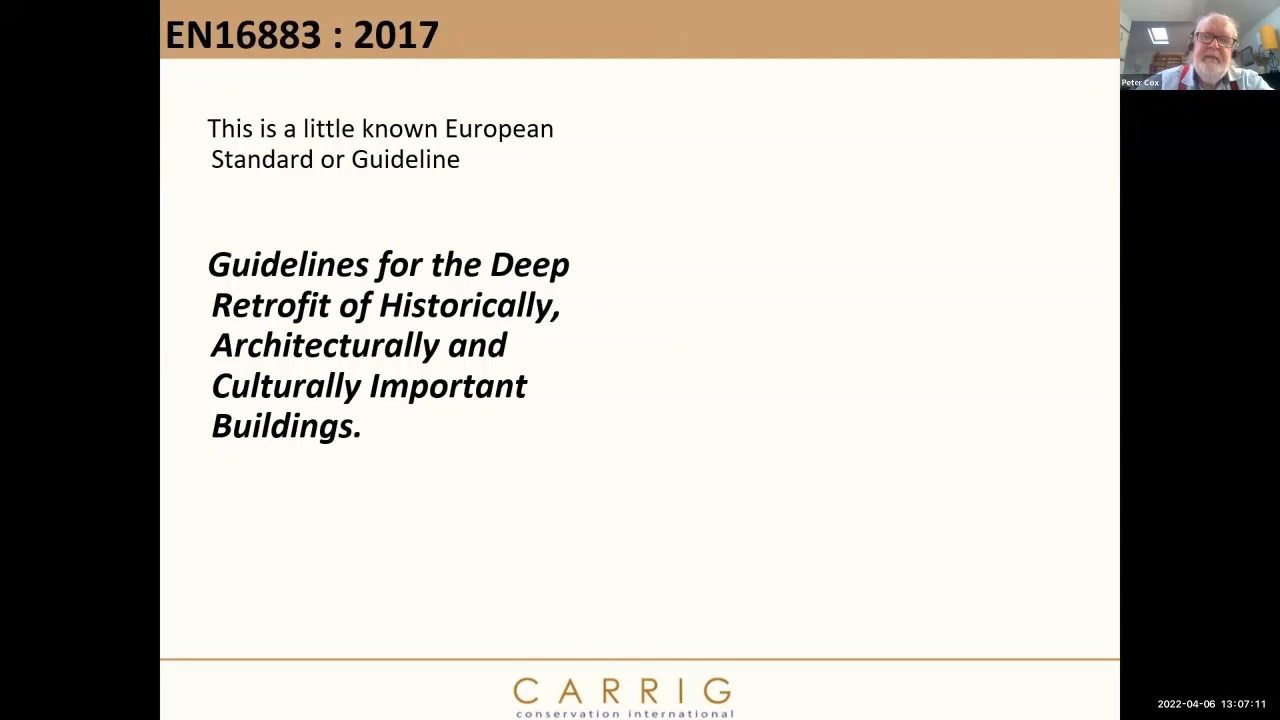 EN16883 : 2017
Peter Cox
This is a little known European
Standard or Guideline
Guidelines for the Deep
Retrofit of Historically,
Architecturally and
Culturally Important
Buildings.
CARRIG
conservation international
2022-04-06 13:07:11